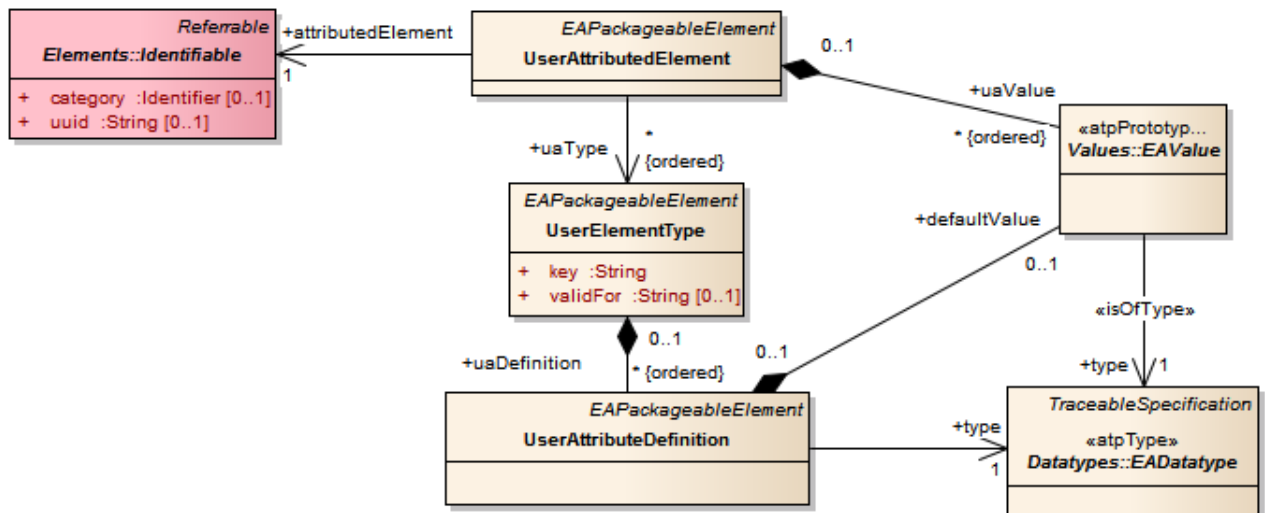 Referrable
Elements::Identifiable
+ category :Identifier [0..1]
+ uuid :String [0..1]
+attributedElement
1
EAPackageableElement
UserAttributedElement
0..1
+uaValue
* {ordered}
«atpPrototyp...
Values::EAValue
+uaType
*
{ordered}
EAPackageableElement
UserElementType
+ key :String
+ validFor :String [0..1]
+defaultValue
0..1
«isOfType»
+type
1
0..1
+uaDefinition
* {ordered}
0..1
EAPackageableElement
UserAttributeDefinition
+type
1
TraceableSpecification
«atpType»
Datatypes::EADatatype